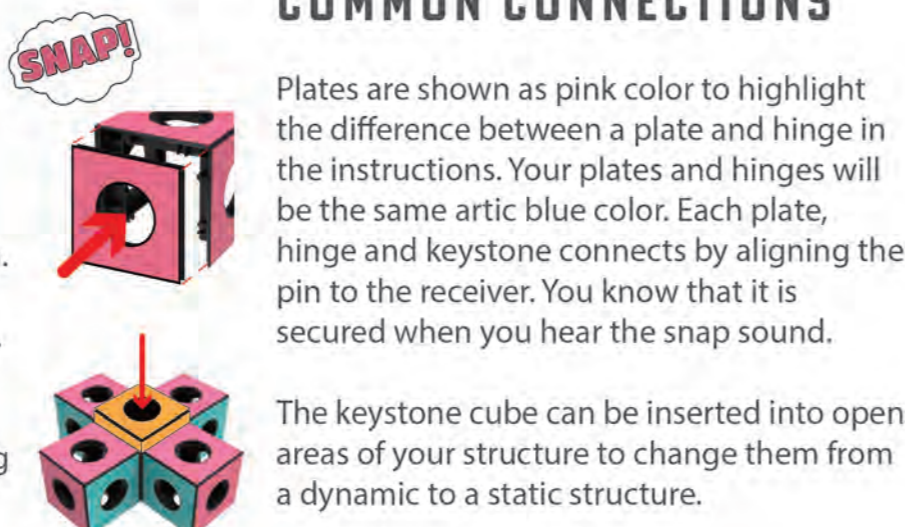 COMMON CONNECTIONS
SNAP!
Plates are shown as pink color to highlight
the difference between a plate and hinge in
the instructions. Your plates and hinges will
be the same artic blue color. Each plate,
hinge and keystone connects by aligning the
pin to the receiver. You know that it is
secured when you hear the snap sound.
The keystone cube can be inserted into open
areas of your structure to change them from
a dynamic to a static structure.